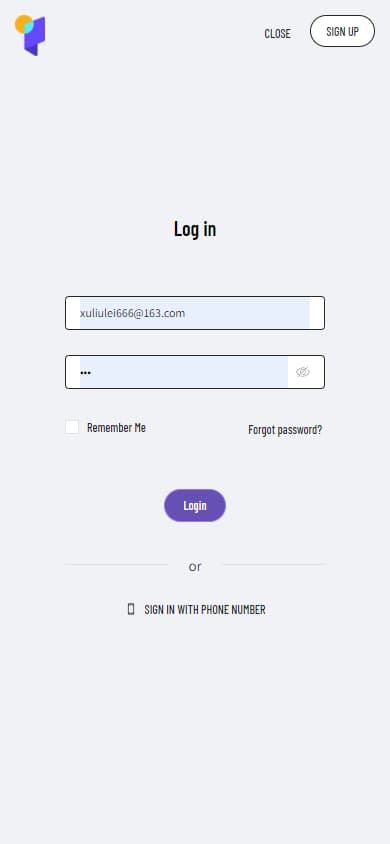 CLOSE
SIGN UP
Log in
xuliulei666@163.com
•••
Remember Me
Forgot password?
Login
or
SIGN IN WITH PHONE NUMBER